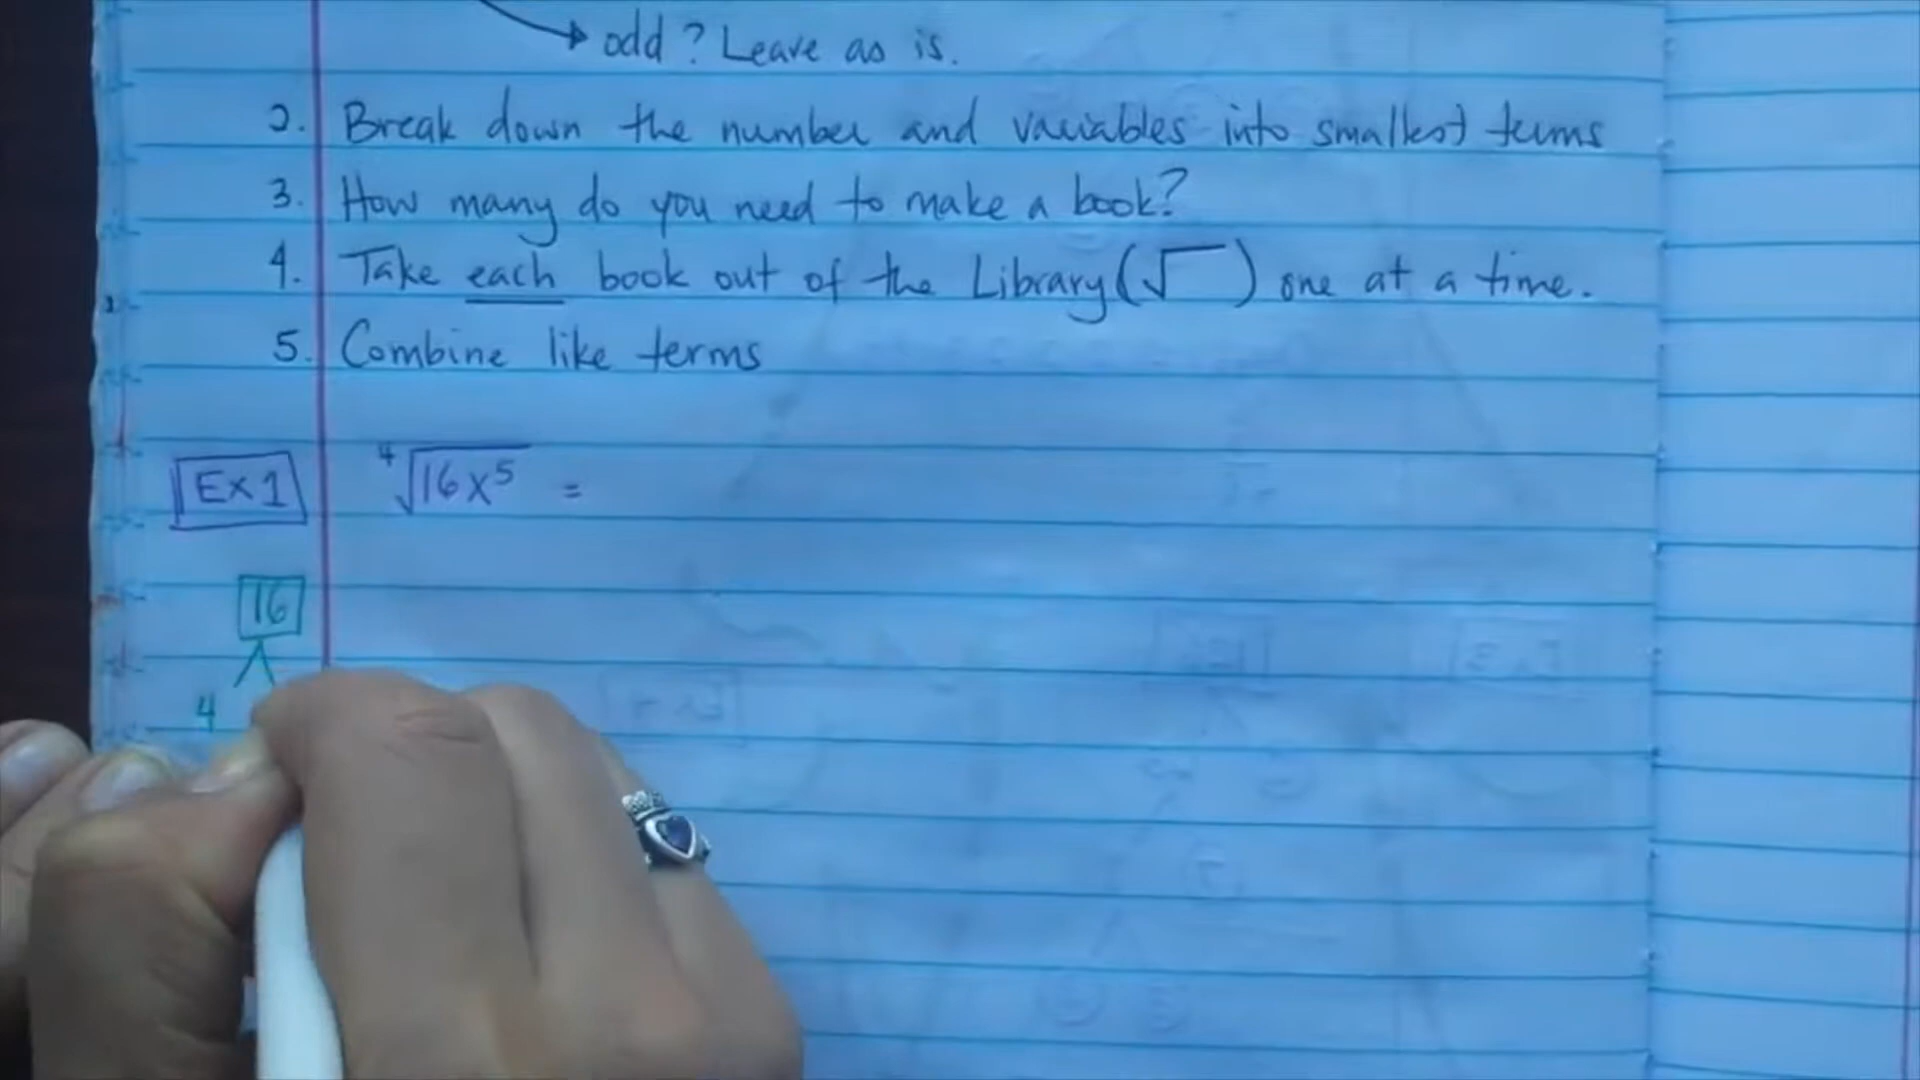 odd? Leave as is.
2. Break down the number and variables into smallest terms
3. How many do you need to make a book?
4. Take each book out of the Library (√ ) one at a time.
5. Combine like terms
Ex 1 ⁴√16x⁵ =
16
4